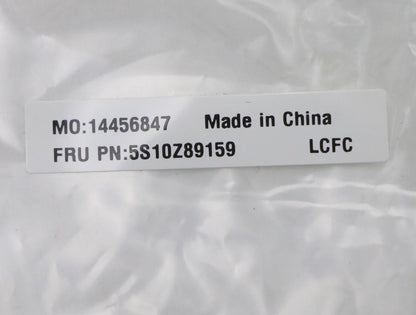 MO:14456847 Made in China
FRU PN:5S10Z89159 LCFC